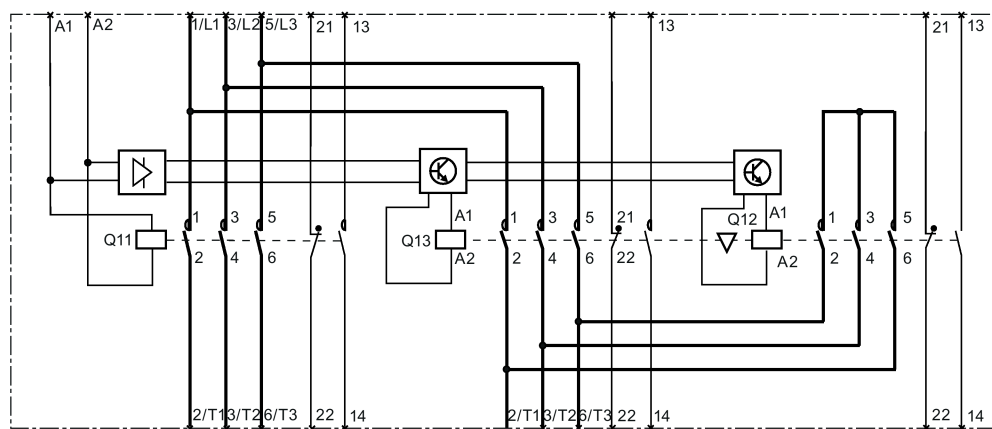 A1 A2 1/L1 3/L2 5/L3 21 13 13 21 13
1 3 5 A1 1 3 5 21 Q12 A1 1 3 5
Q11 Q13
2 4 6 A2 2 4 6 22 A2 2 4 6
2/T1 3/T2 6/T3 22 14 2/T1 3/T2 6/T3 22 14 22 14